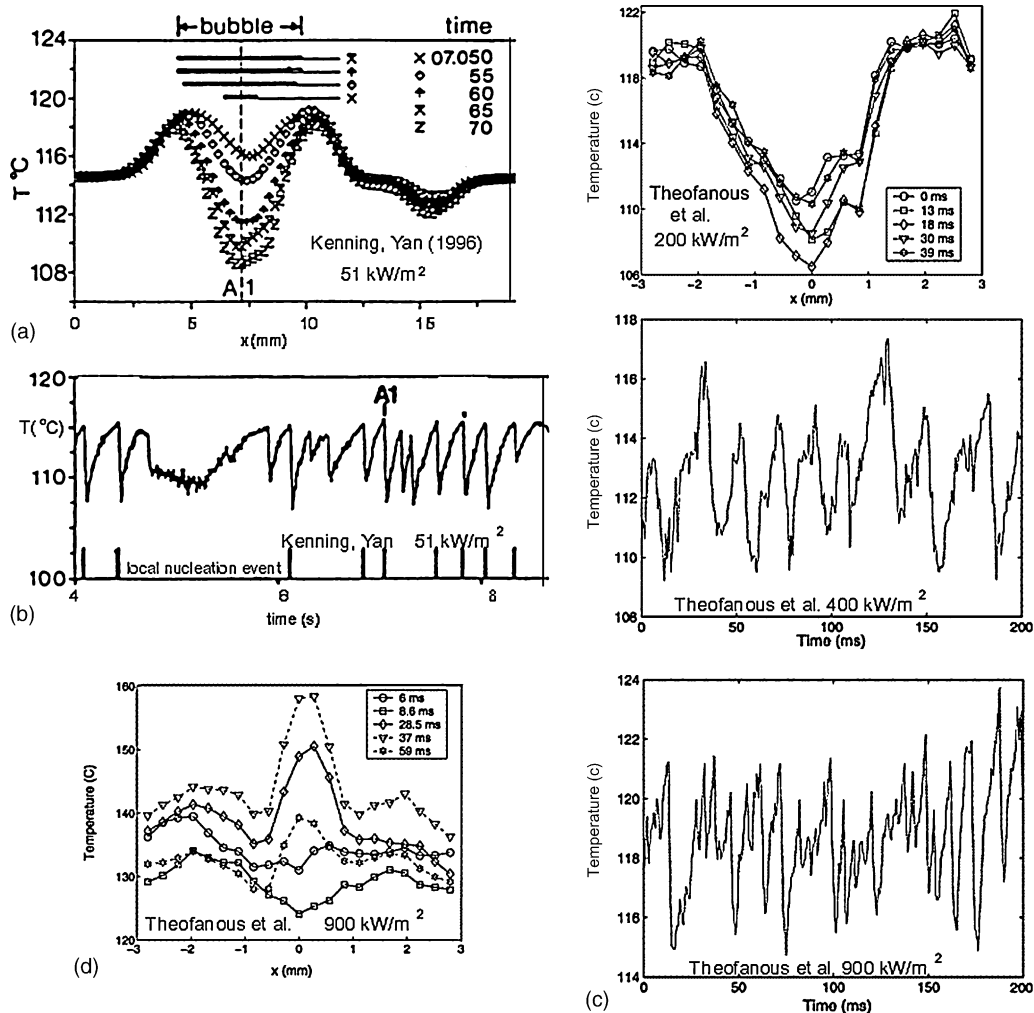 bubble
time
124
120
116
112
108
T °C
× 07.050
55
60
65
70
Kenning, Yan (1996)
51 kW/m²
A 1
0
5
10
15
x(mm)
(a)
120
T(°C)
110
100
A1
Kenning, Yan 51 kW/m²
local nucleation event
4
6
8
time (s)
(b)
160
150
140
130
120
Temperature (C)
6 ms
8.6 ms
28.5 ms
37 ms
59 ms
Theofanous et al. 900 kW/m²
-3
-2
-1
0
1
2
3
x (mm)
(d)
122
118
114
110
106
Temperature (c)
Theofanous
et al.
200 kW/m²
0 ms
13 ms
18 ms
30 ms
39 ms
-3
-2
-1
0
1
2
3
x (mm)
118
116
114
112
110
108
Temperature (c)
Theofanous et al. 400 kW/m²
0
50
100
150
200
Time (ms)
124
122
120
118
116
114
Temperature (c)
Theofanous et al. 900 kW/m²
0
50
100
150
200
Time (ms)
(c)